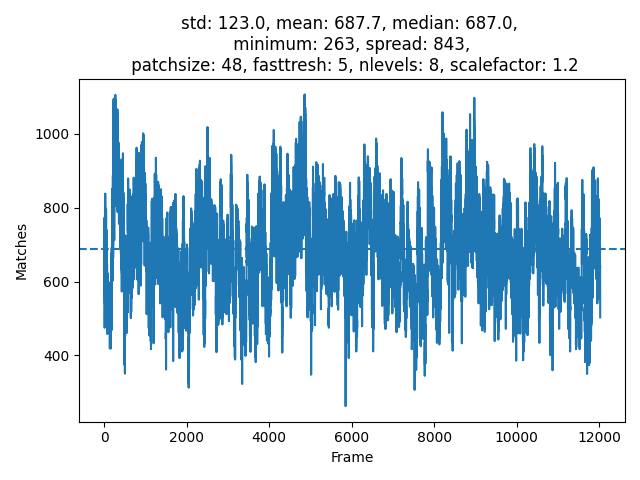 std: 123.0, mean: 687.7, median: 687.0,
minimum: 263, spread: 843,
patchsize: 48, fasttresh: 5, nlevels: 8, scalefactor: 1.2
1000
800
600
400
Matches
0 2000 4000 6000 8000 10000 12000
Frame